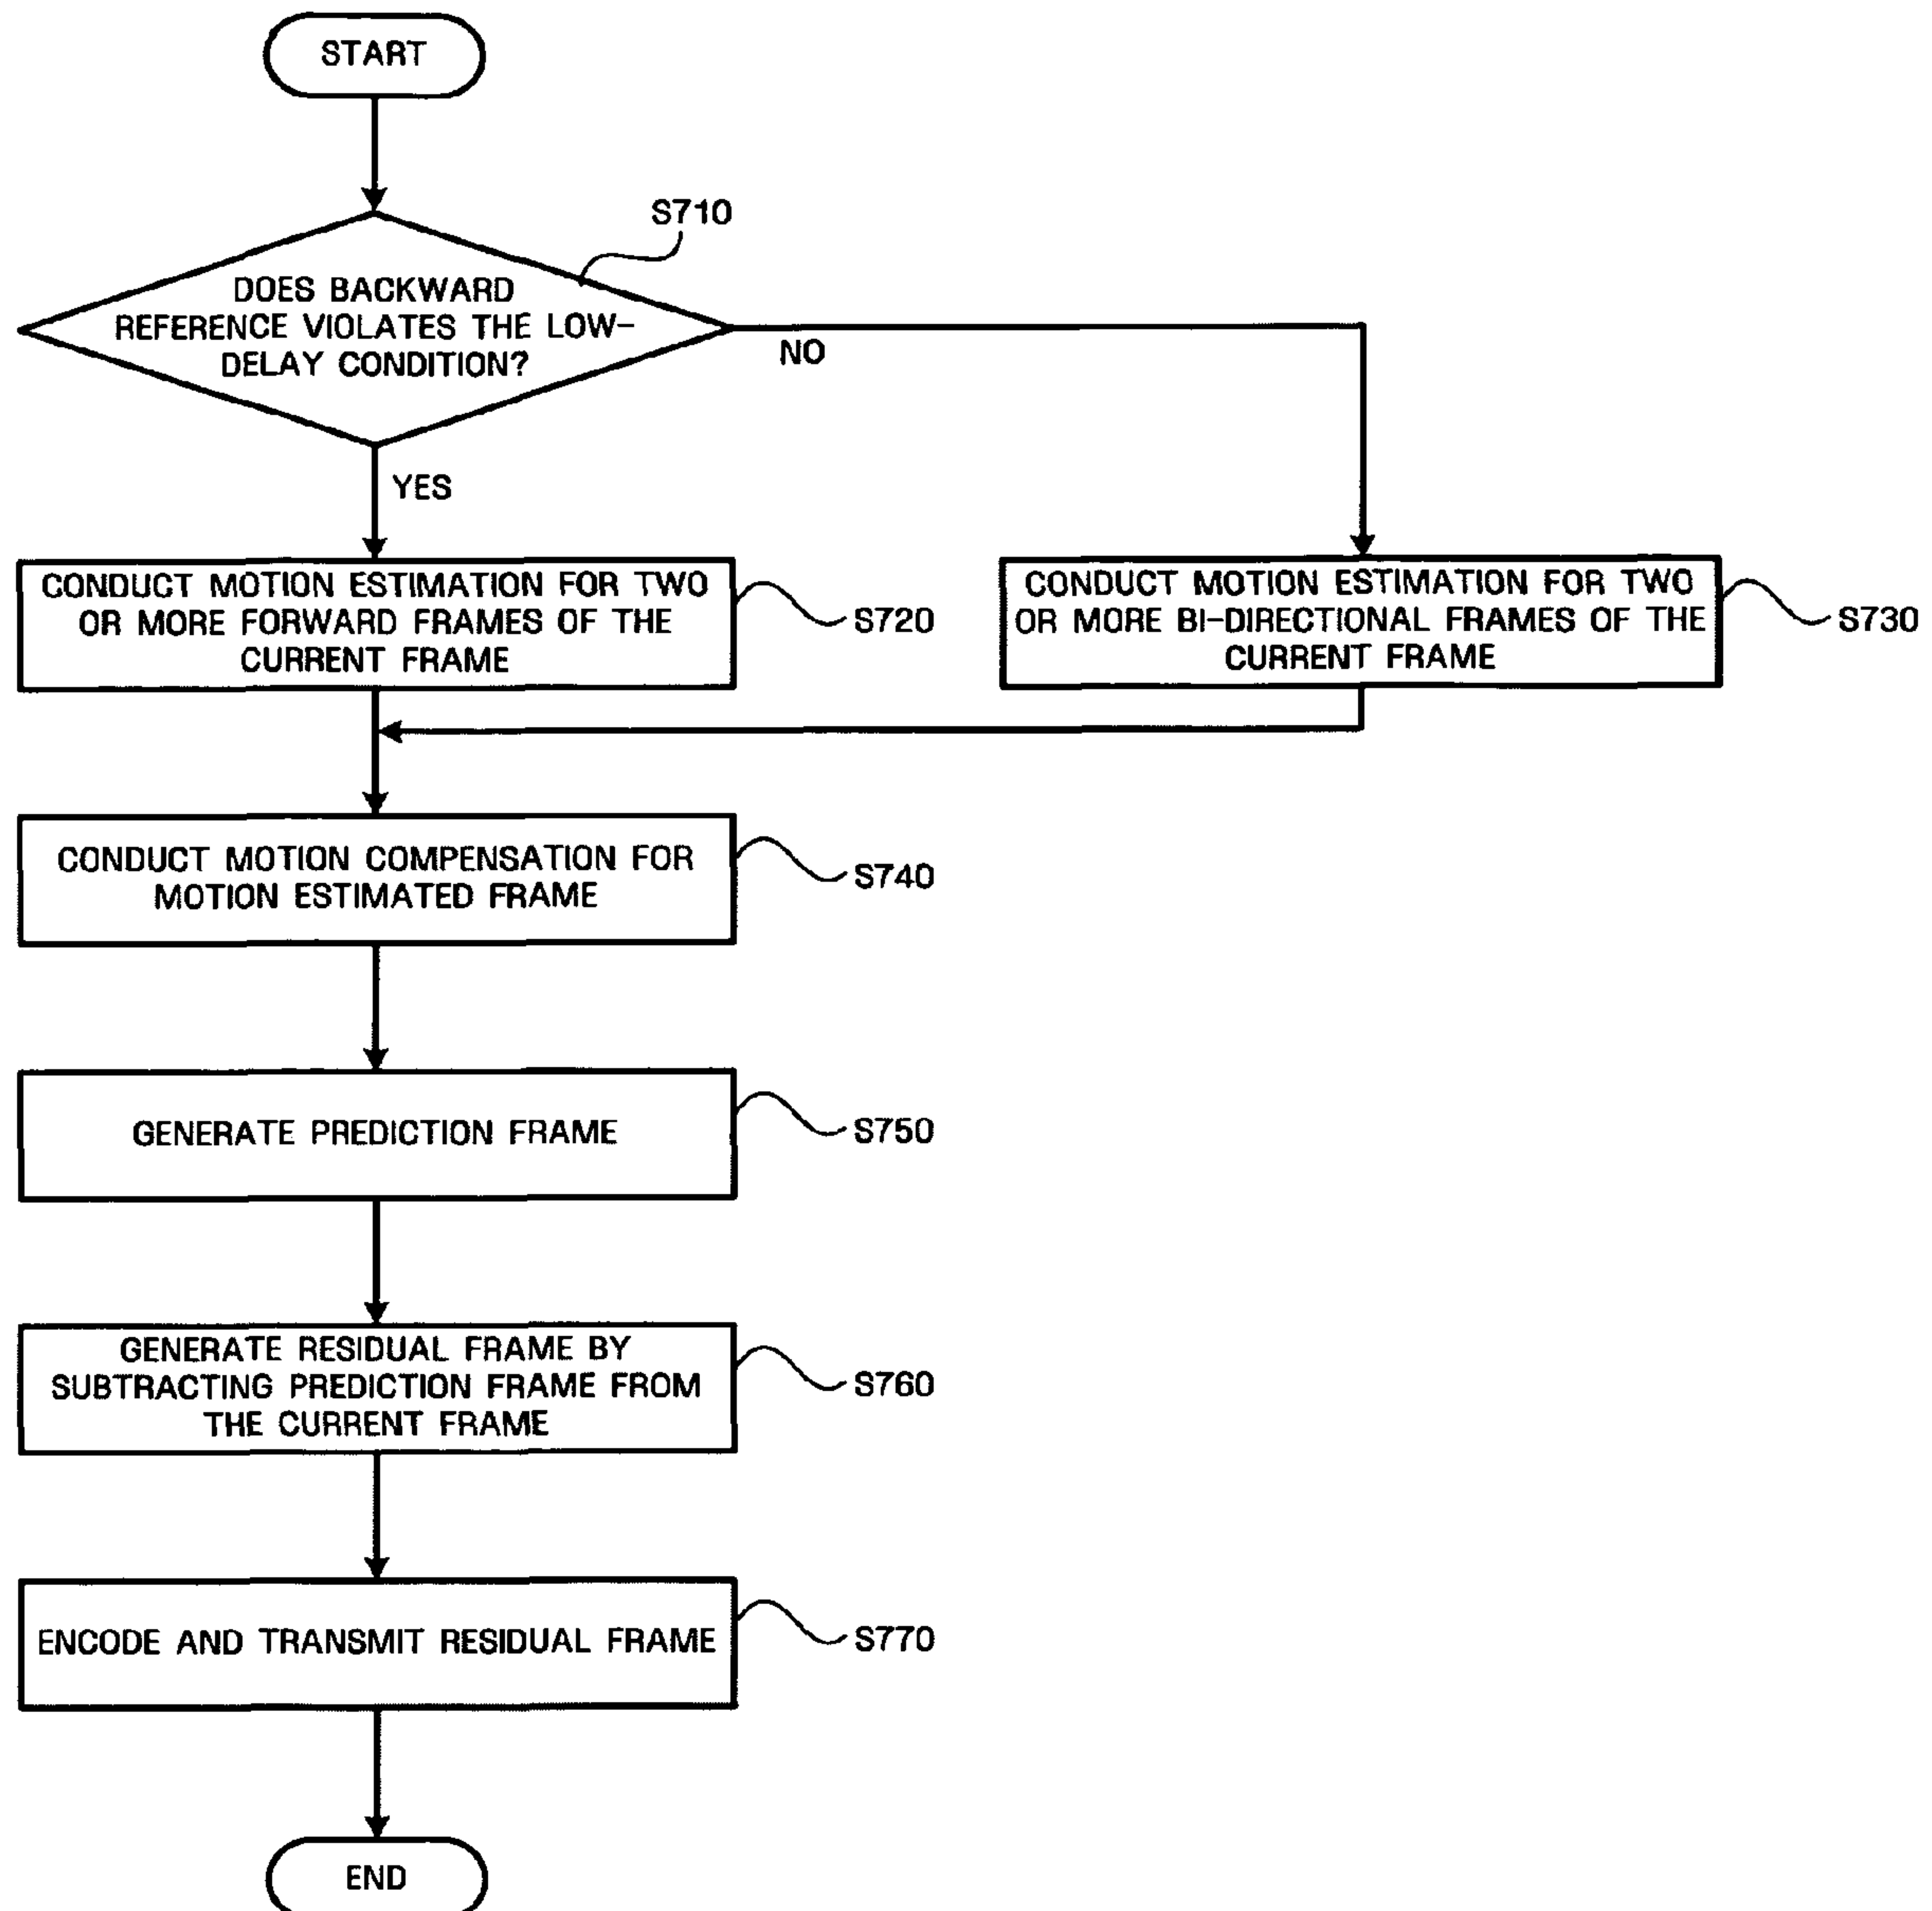 START
S710
DOES BACKWARD
REFERENCE VIOLATES THE LOW-
DELAY CONDITION?
NO
YES
CONDUCT MOTION ESTIMATION FOR TWO
OR MORE FORWARD FRAMES OF THE
CURRENT FRAME
S720
CONDUCT MOTION ESTIMATION FOR TWO
OR MORE BI-DIRECTIONAL FRAMES OF THE
CURRENT FRAME
S730
CONDUCT MOTION COMPENSATION FOR
MOTION ESTIMATED FRAME
S740
GENERATE PREDICTION FRAME
S750
GENERATE RESIDUAL FRAME BY
SUBTRACTING PREDICTION FRAME FROM
THE CURRENT FRAME
S760
ENCODE AND TRANSMIT RESIDUAL FRAME
S770
END